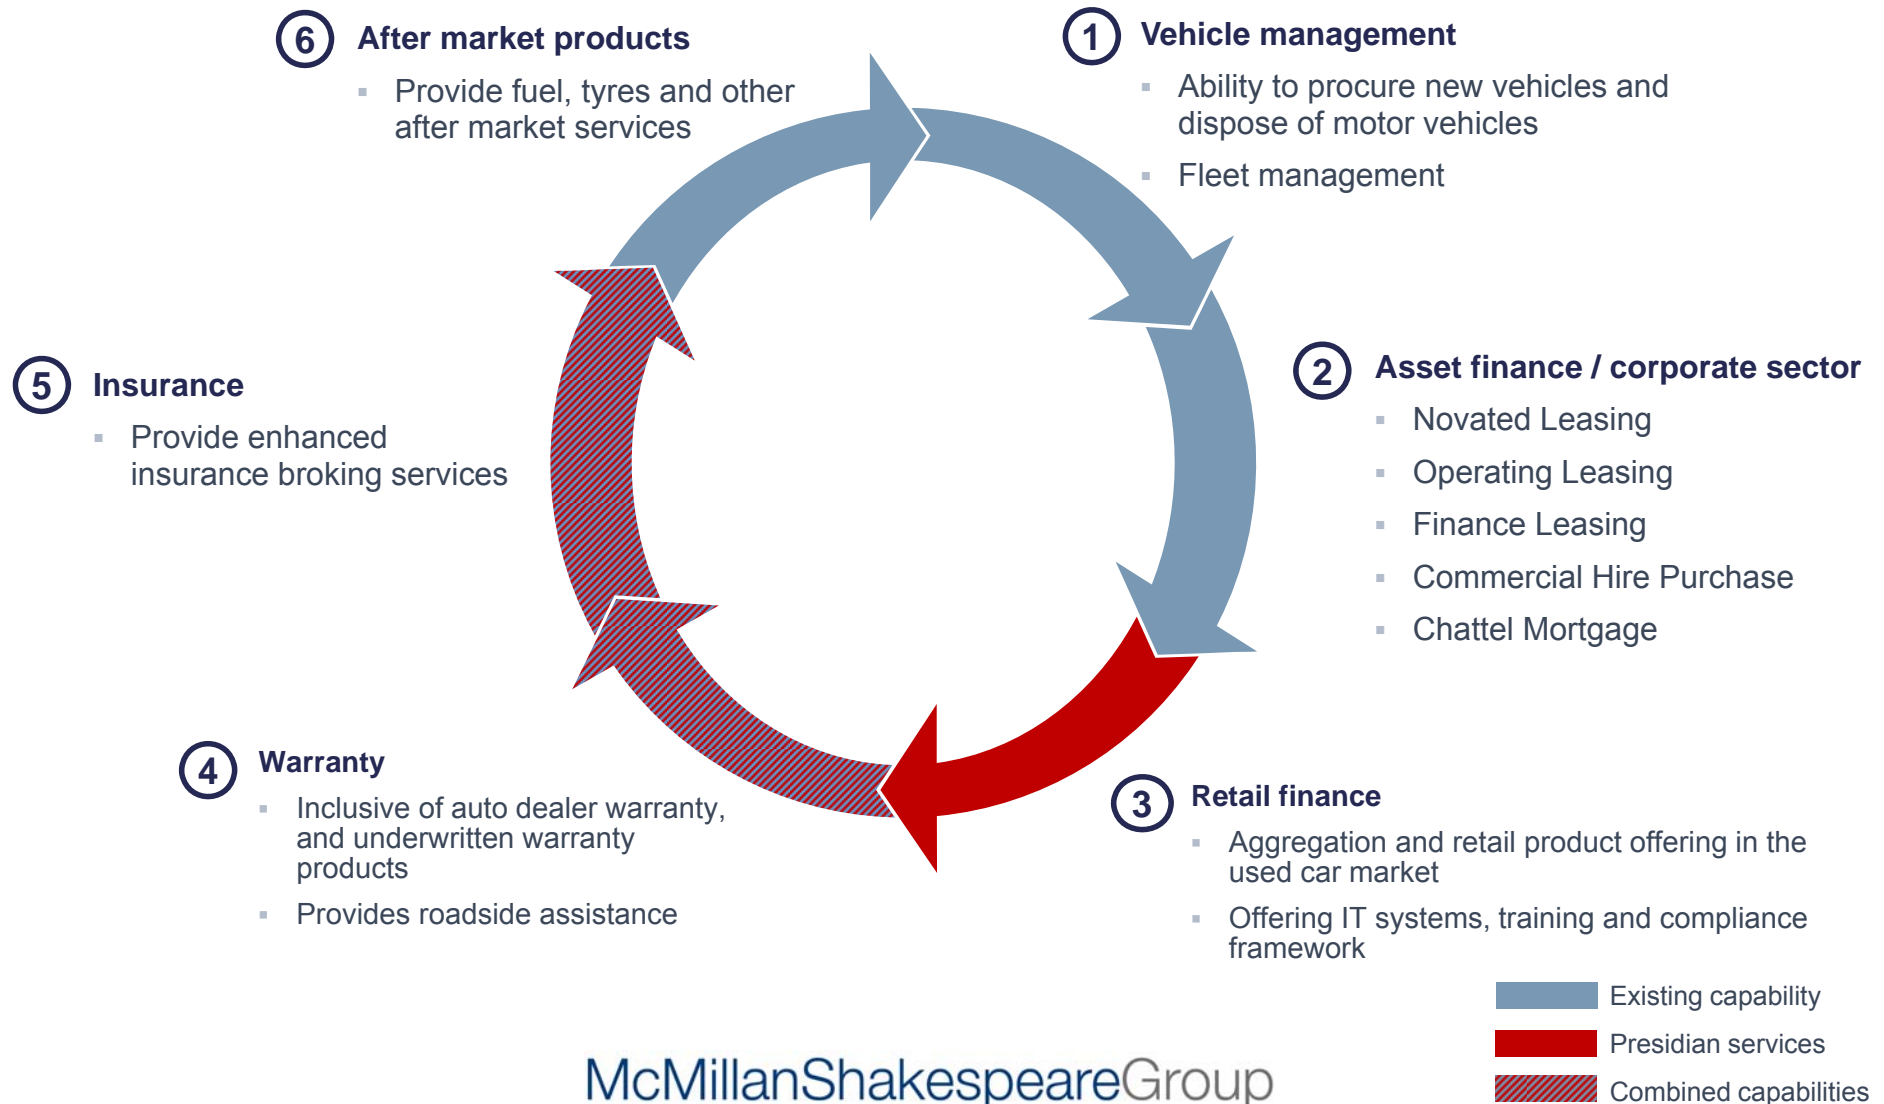 6 After market products
▪ Provide fuel, tyres and other
after market services
1 Vehicle management
▪ Ability to procure new vehicles and
dispose of motor vehicles
▪ Fleet management
2 Asset finance / corporate sector
▪ Novated Leasing
▪ Operating Leasing
▪ Finance Leasing
▪ Commercial Hire Purchase
▪ Chattel Mortgage
5 Insurance
▪ Provide enhanced
insurance broking services
4 Warranty
▪ Inclusive of auto dealer warranty,
and underwritten warranty
products
▪ Provides roadside assistance
3 Retail finance
▪ Aggregation and retail product offering in the
used car market
▪ Offering IT systems, training and compliance
framework
Existing capability
Presidian services
Combined capabilities
McMillanShakespeareGroup